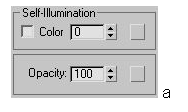 Self-Illumination
Color 0
Opacity: 100
a